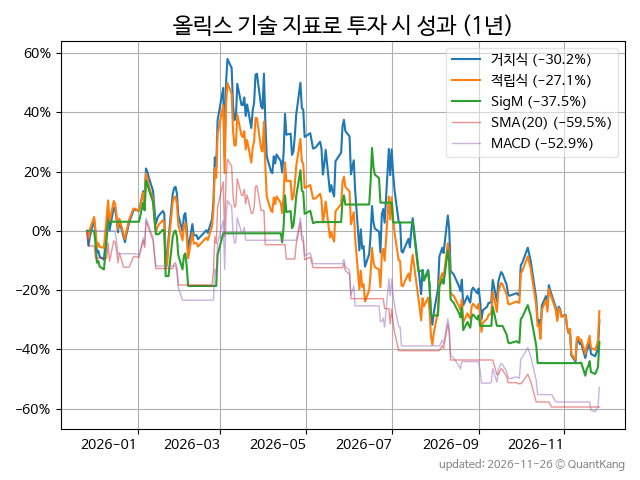 올릭스 기술 지표로 투자 시 성과 (1년)
60%
40%
20%
0%
−20%
−40%
−60%
거치식 (−30.2%)
적립식 (−27.1%)
SigM (−37.5%)
SMA(20) (−59.5%)
MACD (−52.9%)
2026-01
2026-03
2026-05
2026-07
2026-09
2026-11
updated: 2026-11-26 © QuantKang